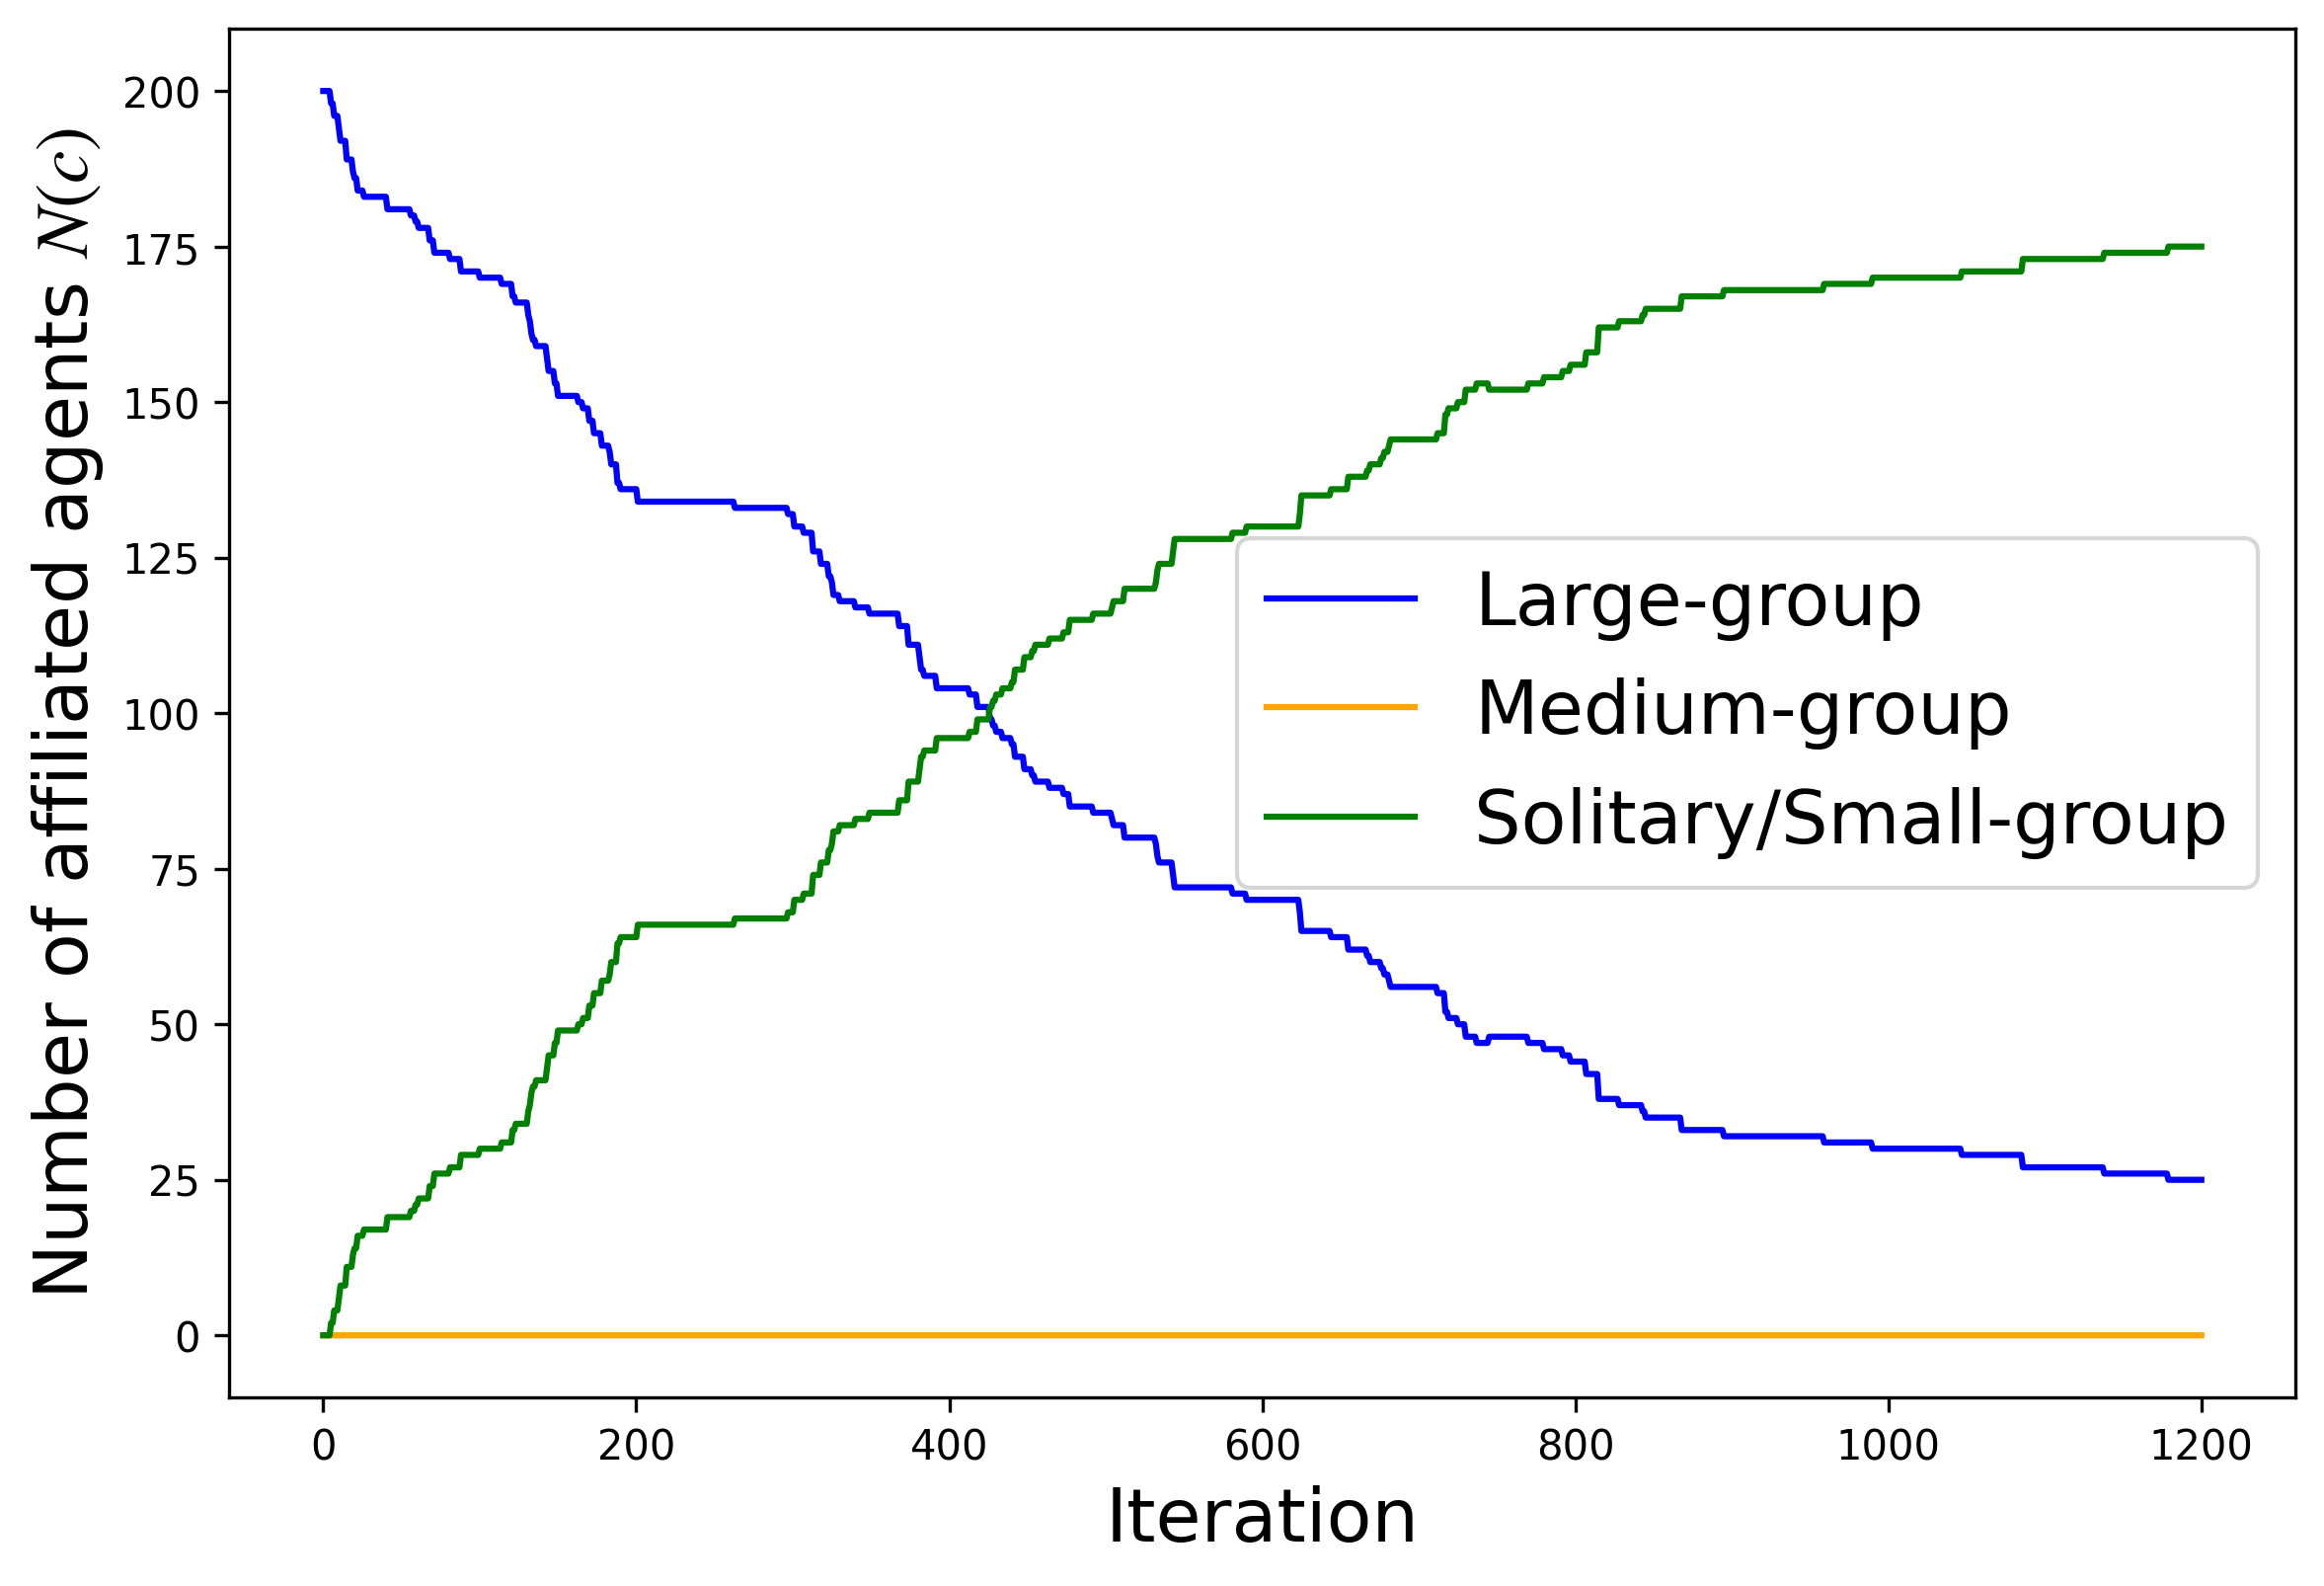 Number of affiliated agents N(c)
200
175
150
125
100
75
50
25
0
Large-group
Medium-group
Solitary/Small-group
0 200 400 600 800 1000 1200
Iteration